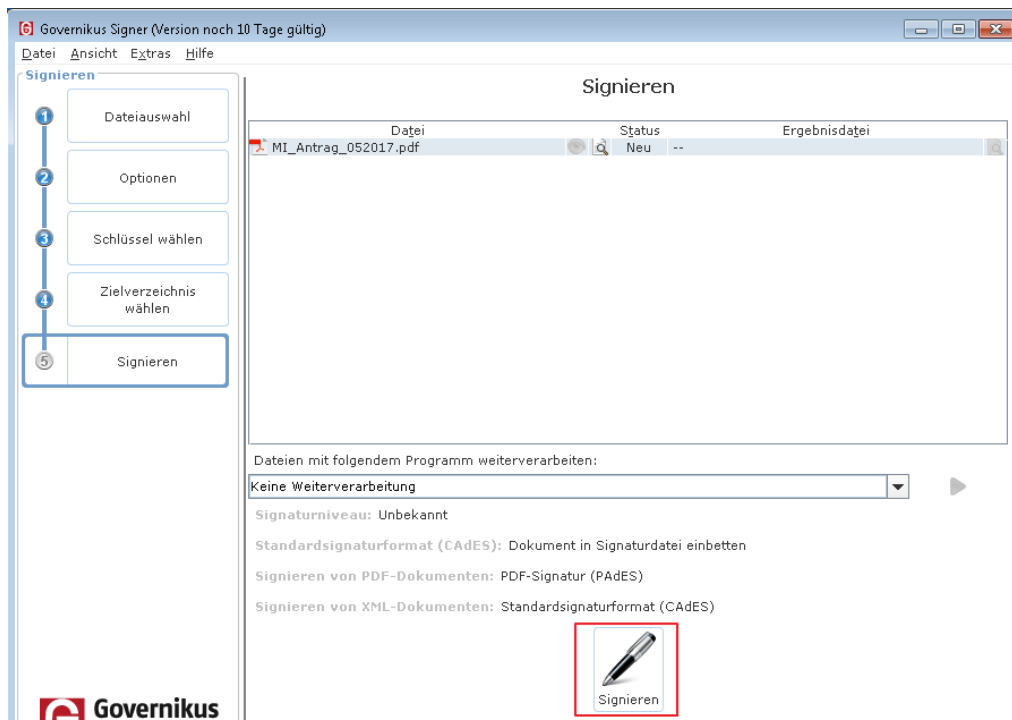 Governikus Signer (Version noch 10 Tage gültig)
Datei Ansicht Extras Hilfe
Signieren
1 Dateiauswahl
2 Optionen
3 Schlüssel wählen
4 Zielverzeichnis
wählen
5 Signieren
Governikus
Signieren
Datei Status Ergebnisdatei
MI_Antrag_052017.pdf Neu --
Dateien mit folgendem Programm weiterverarbeiten:
Keine Weiterverarbeitung
Signaturniveau: Unbekannt
Standardsignaturformat (CAdES): Dokument in Signaturdatei einbetten
Signieren von PDF-Dokumenten: PDF-Signatur (PAdES)
Signieren von XML-Dokumenten: Standardsignaturformat (CAdES)
Signieren